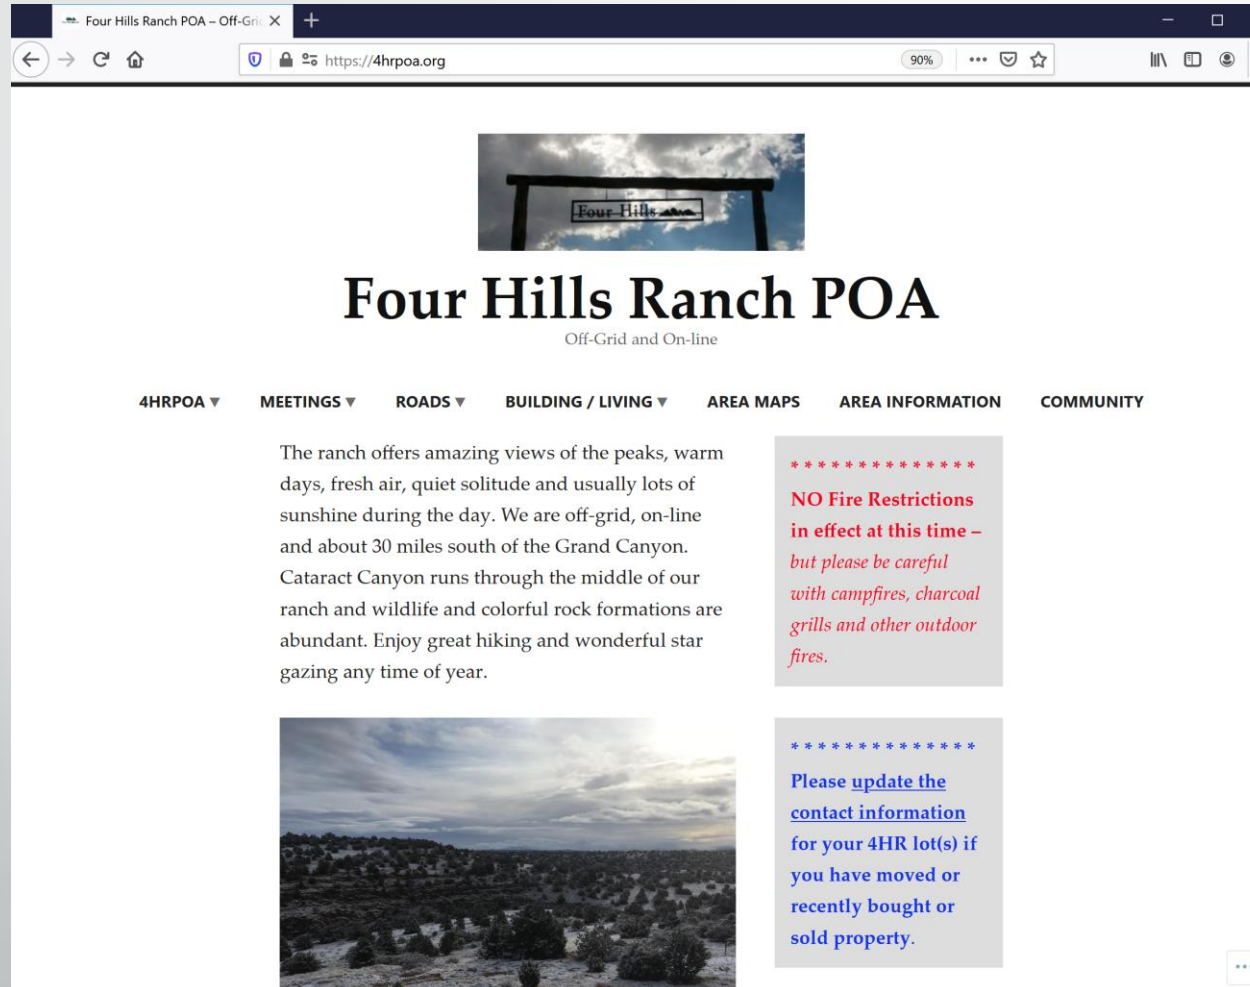 Four Hills Ranch POA – Off-Gri
https://4hrpoa.org
90%
Four Hills
Four Hills Ranch POA
Off-Grid and On-line
4HRPOA ▼ MEETINGS ▼ ROADS ▼ BUILDING / LIVING ▼ AREA MAPS AREA INFORMATION COMMUNITY
The ranch offers amazing views of the peaks, warm
days, fresh air, quiet solitude and usually lots of
sunshine during the day. We are off-grid, on-line
and about 30 miles south of the Grand Canyon.
Cataract Canyon runs through the middle of our
ranch and wildlife and colorful rock formations are
abundant. Enjoy great hiking and wonderful star
gazing any time of year.
* * * * * * * * * * * * * *
NO Fire Restrictions
in effect at this time –
but please be careful
with campfires, charcoal
grills and other outdoor
fires.
* * * * * * * * * * * * * *
Please update the
contact information
for your 4HR lot(s) if
you have moved or
recently bought or
sold property.